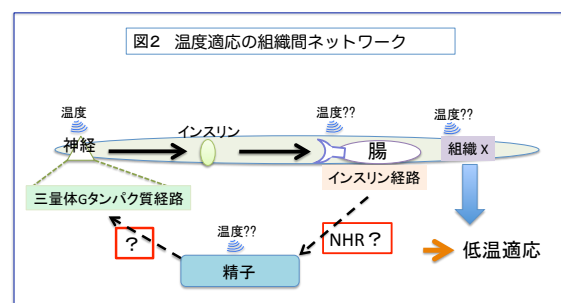 図2 温度適応の組織間ネットワーク
温度
温度??
温度??
神経
インスリン
腸
組織 X
三量体Gタンパク質経路
インスリン経路
?
温度??
NHR?
低温適応
精子